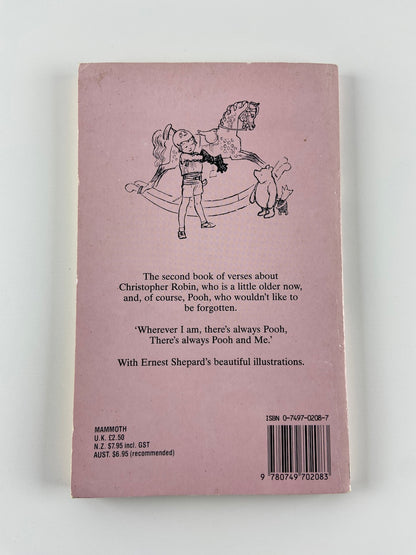 The second book of verses about
Christopher Robin, who is a little older now,
and, of course, Pooh, who wouldn't like to
be forgotten.
'Wherever I am, there's always Pooh,
There's always Pooh and Me.'
With Ernest Shepard's beautiful illustrations.
MAMMOTH
U.K. £2.50
N.Z. $7.95 incl. GST
AUST. $6.95 (recommended)
ISBN 0-7497-0208-7
9 780749 702083